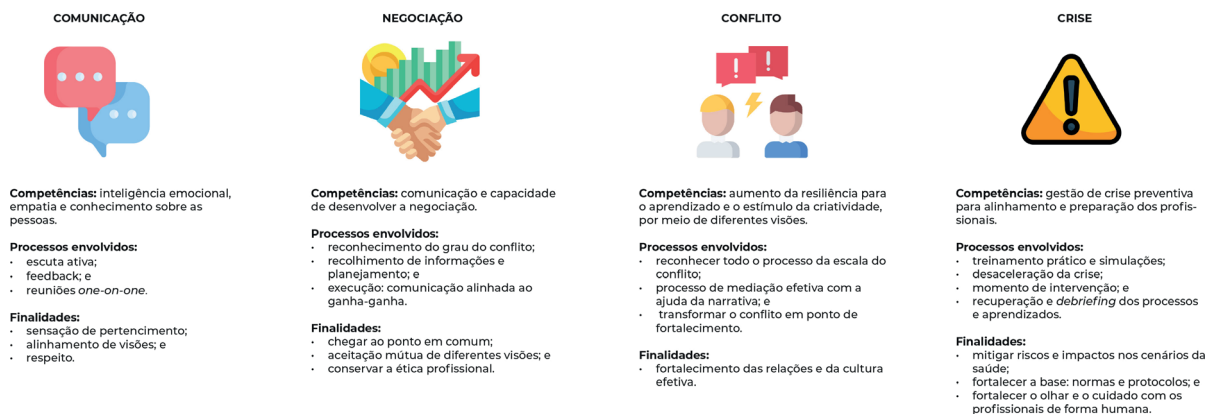 COMUNICAÇÃO
Competências: inteligência emocional,
empatia e conhecimento sobre as
pessoas.
Processos envolvidos:
• escuta ativa;
• feedback; e
• reuniões one-on-one.
Finalidades:
• sensação de pertencimento;
• alinhamento de visões; e
• respeito.
NEGOCIAÇÃO
Competências: comunicação e capacidade
de desenvolver a negociação.
Processos envolvidos:
• reconhecimento do grau do conflito;
• recolhimento de informações e
planejamento; e
• execução: comunicação alinhada ao
ganha-ganha.
Finalidades:
• chegar ao ponto em comum;
• aceitação mútua de diferentes visões; e
• conservar a ética profissional.
CONFLITO
Competências: aumento da resiliência para
o aprendizado e o estímulo da criatividade,
por meio de diferentes visões.
Processos envolvidos:
• reconhecer todo o processo da escala do
conflito;
• processo de mediação efetiva com a
ajuda da narrativa; e
• transformar o conflito em ponto de
fortalecimento.
Finalidades:
• fortalecimento das relações e da cultura
efetiva.
CRISE
Competências: gestão de crise preventiva
para alinhamento e preparação dos profis-
sionais.
Processos envolvidos:
• treinamento prático e simulações;
• desaceleração da crise;
• momento de intervenção; e
• recuperação e debriefing dos processos
e aprendizados.
Finalidades:
• mitigar riscos e impactos nos cenários da
saúde;
• fortalecer a base: normas e protocolos; e
• fortalecer o olhar e o cuidado com os
profissionais de forma humana.